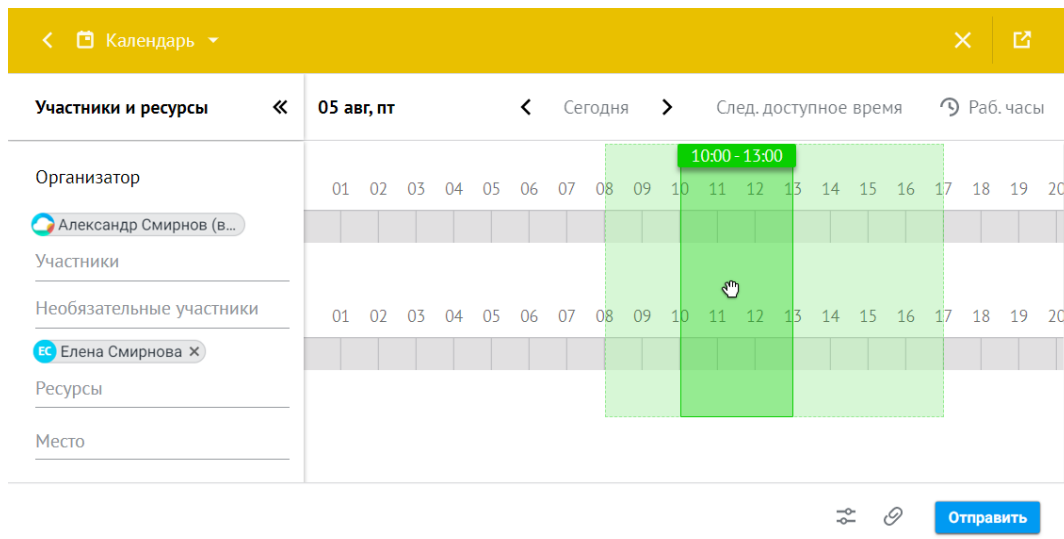 Календарь
Участники и ресурсы
05 авг, пт
Сегодня
След. доступное время
Раб. часы
10:00 - 13:00
Организатор
01 02 03 04 05 06 07 08 09 10 11 12 13 14 15 16 17 18 19 20
Александр Смирнов (в...
Участники
Необязательные участники
01 02 03 04 05 06 07 08 09 10 11 12 13 14 15 16 17 18 19 20
ЕС Елена Смирнова
Ресурсы
Место
Отправить